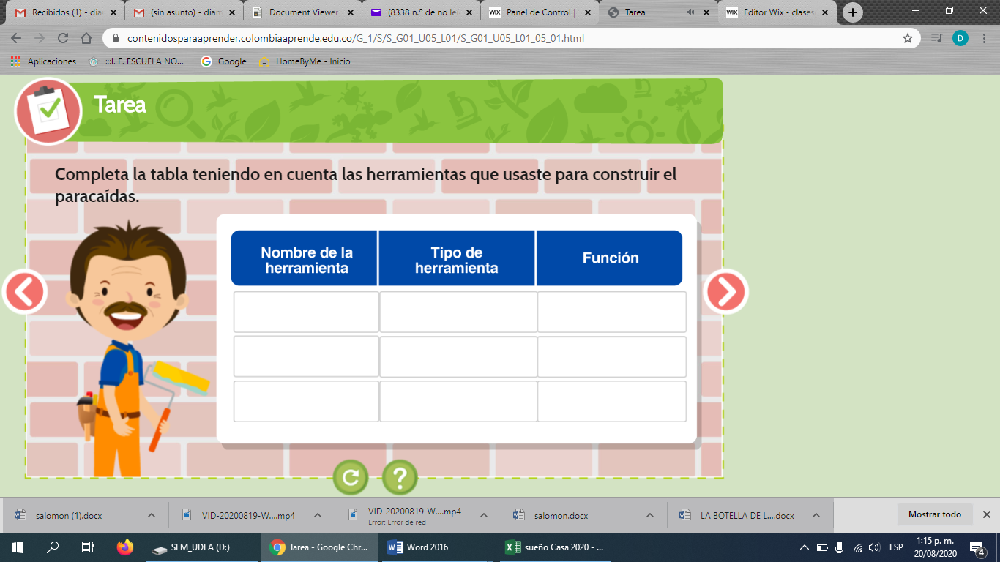 Recibidos (1) - dia
(sin asunto) - diam
Document Viewer
(8338 n.º de no leí
WIX Panel de Control |
Tarea
WIX Editor Wix - clases
contenidosparaaprender.colombiaaprende.edu.co/G_1/S/S_G01_U05_L01/S_G01_U05_L01_05_01.html
D
Aplicaciones
:::I. E. ESCUELA NO...
Google
HomeByMe - Inicio
Tarea
Completa la tabla teniendo en cuenta las herramientas que usaste para construir el
paracaídas.
Nombre de la
herramienta
Tipo de
herramienta
Función
?
salomon (1).docx
VID-20200819-W....mp4
VID-20200819-W....mp4
Error: Error de red
salomon.docx
LA BOTELLA DE L....docx
Mostrar todo
SEM_UDEA (D:)
Tarea - Google Chr...
Word 2016
sueño Casa 2020 - ...
ESP
1:15 p. m.
20/08/2020
4